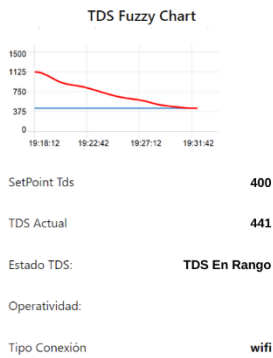 TDS Fuzzy Chart
1500
1125
750
375
0
19:18:12 19:22:42 19:27:12 19:31:42
SetPoint Tds 400
TDS Actual 441
Estado TDS: TDS En Rango
Operatividad:
Tipo Conexión wifi